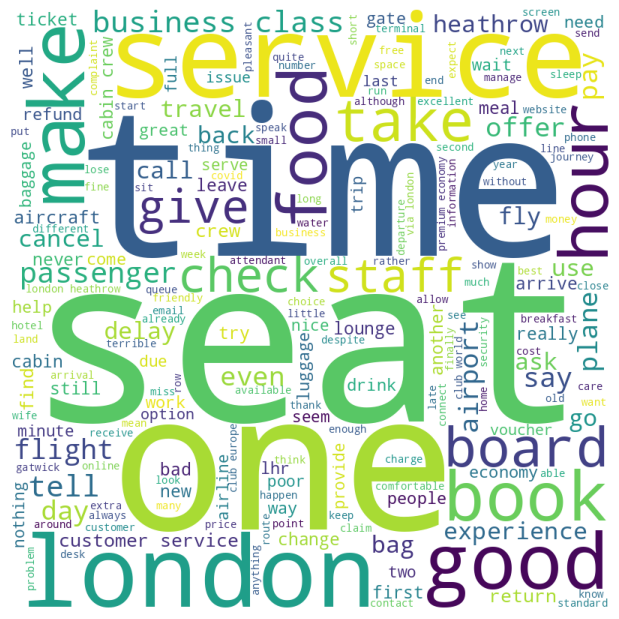 ticket
business class
gate
heathrow
screen
need
send
terminal
complaint
cabin crew
full
issue
pleasant
quite
number
short
service
free
space
expect
manage
sleep
next
run
pay
well
refund
make
travel
back
last
although
excellent
take
wait
meal
website
put
baggage
start
great
food
speak
small
offer
second
phone
hour
time
lose
fine
sit
call
thing
covid
serve
give
leave
long
water
trip
departure
via london
premium economy
information
line
year
journey
without
fly
money
aircraft
different
cancel
crew
week
business
never
come
passenger
attendant
overall
rather
show
best
much
close
check
staff
use
london heathrow
queue
friendly
choice
allow
arrive
breakfast
help
email
already
little
despite
nice
lounge
another
see
finally
security
cost
hotel
land
delay
terrible
try
luggage
late
club world
airport
home
really
care
plane
seat
cabin
due
arrival
miss
row
even
available
drink
connect
ask
old
want
say
find
still
work
option
thank
enough
voucher
go
wife
receive
mean
seem
minute
gatwick
online
flight
bad
look
new
airline
club europe
think
happen
lhr
poor
way
provide
charge
comfortable
people
board
economy
able
one
tell
nothing
day
extra
always
many
price
route
point
keep
claim
book
around
customer
customer service
change
bag
experience
problem
desk
london
anything
two
first
contact
good
return
know
standard